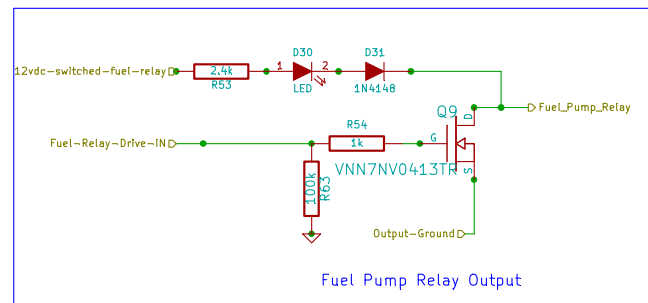 D30
D31
1
2
12vdc-switched-fuel-relay
2.4k
R53
LED
1N4148
Q9
D
Fuel_Pump_Relay
R54
Fuel-Relay-Drive-IN
1k
G
VNN7NV0413TR
S
100k
R63
Output-Ground
Fuel Pump Relay Output